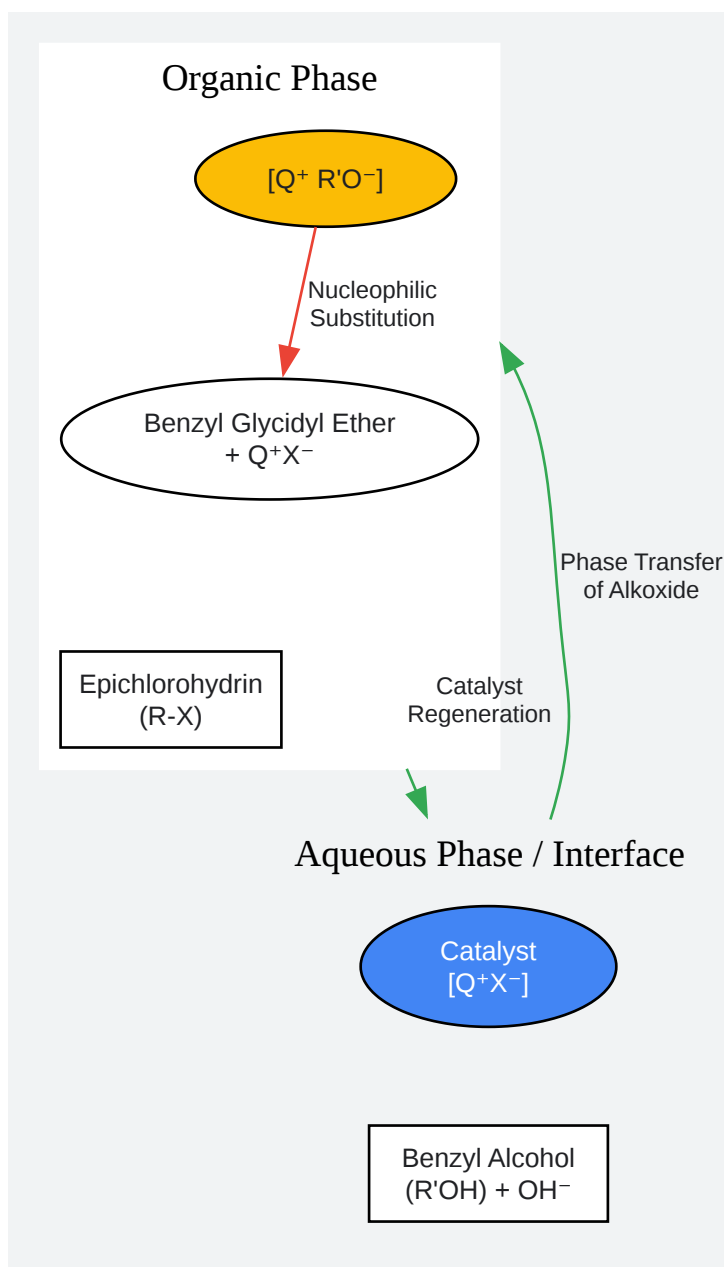 Organic Phase
[Q⁺ R'O⁻]
Nucleophilic
Substitution
Benzyl Glycidyl Ether
+ Q⁺X⁻
Phase Transfer
of Alkoxide
Epichlorohydrin
(R-X)
Catalyst
Regeneration
Aqueous Phase / Interface
Catalyst
[Q⁺X⁻]
Benzyl Alcohol
(R'OH) + OH⁻